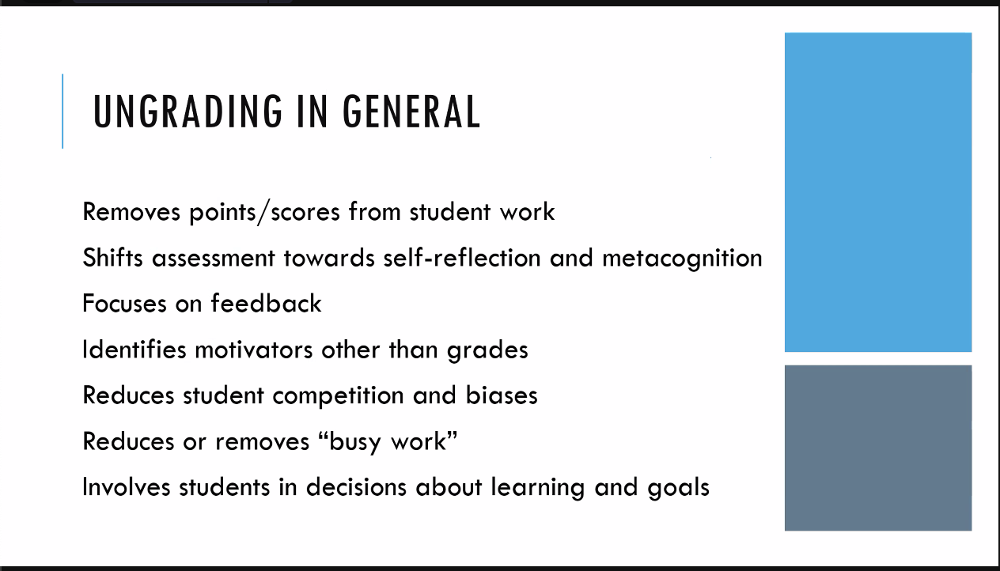 UNGRADING IN GENERAL
Removes points/scores from student work
Shifts assessment towards self-reflection and metacognition
Focuses on feedback
Identifies motivators other than grades
Reduces student competition and biases
Reduces or removes “busy work”
Involves students in decisions about learning and goals